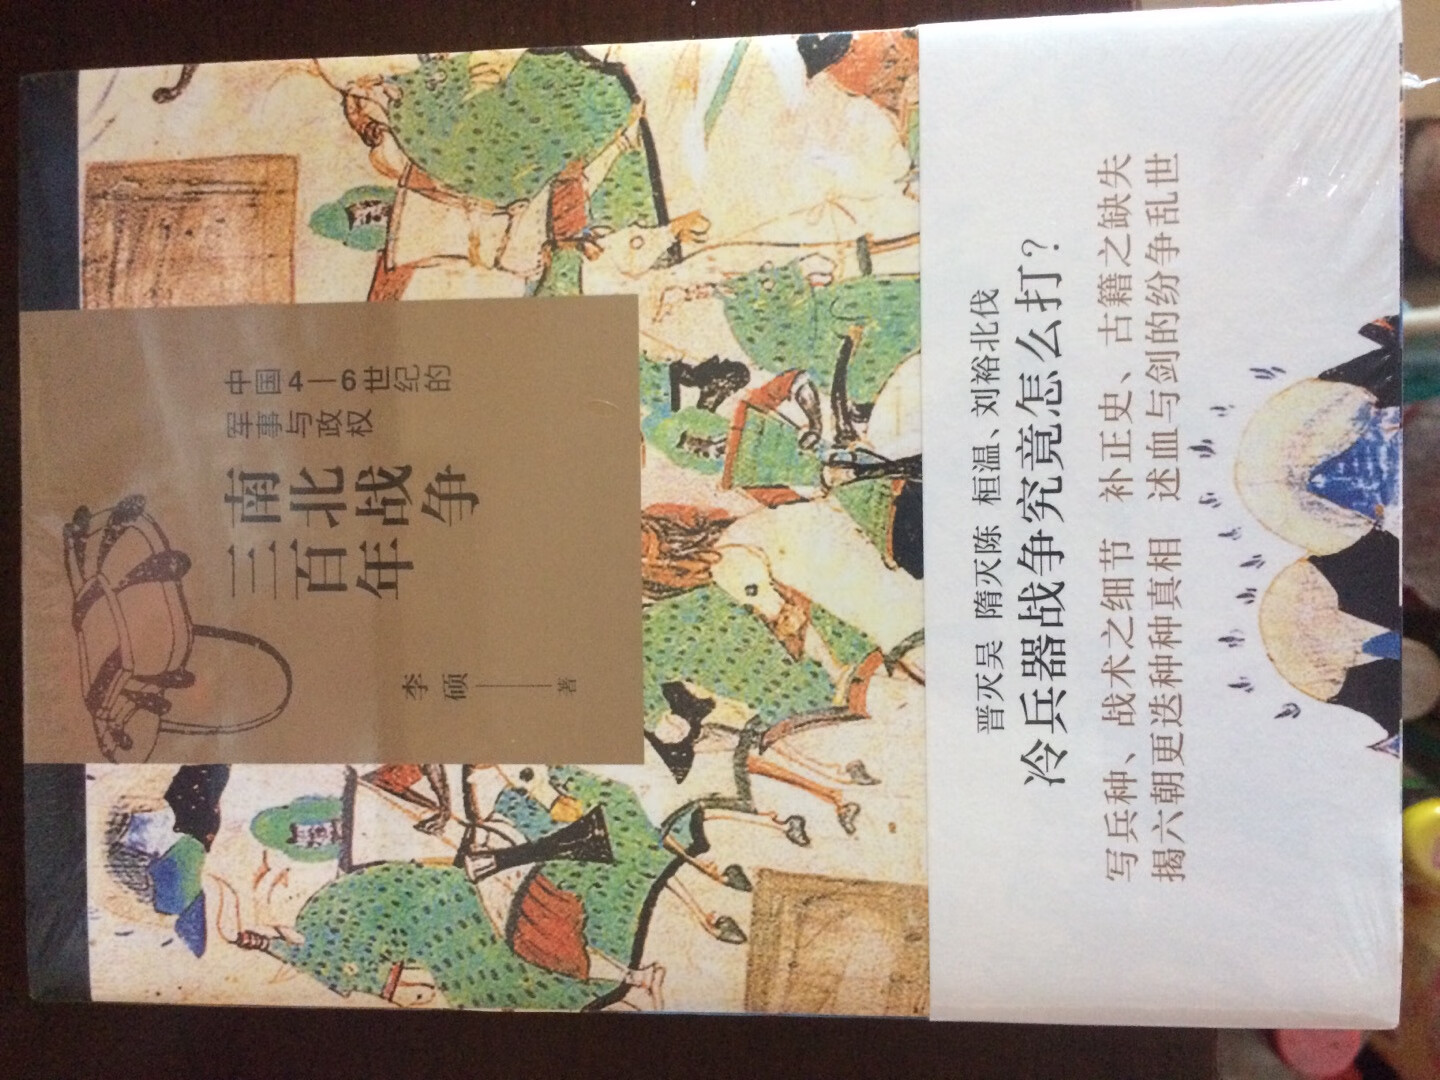 中国4—6世纪的
军事与政权
南北战争
三百年
李硕 著
晋灭吴 隋灭陈 桓温、刘裕北伐
冷兵器战争究竟怎么打？
写兵种、战术之细节 补正史、古籍之缺失
揭六朝更迭种种真相 述血与剑的纷争乱世